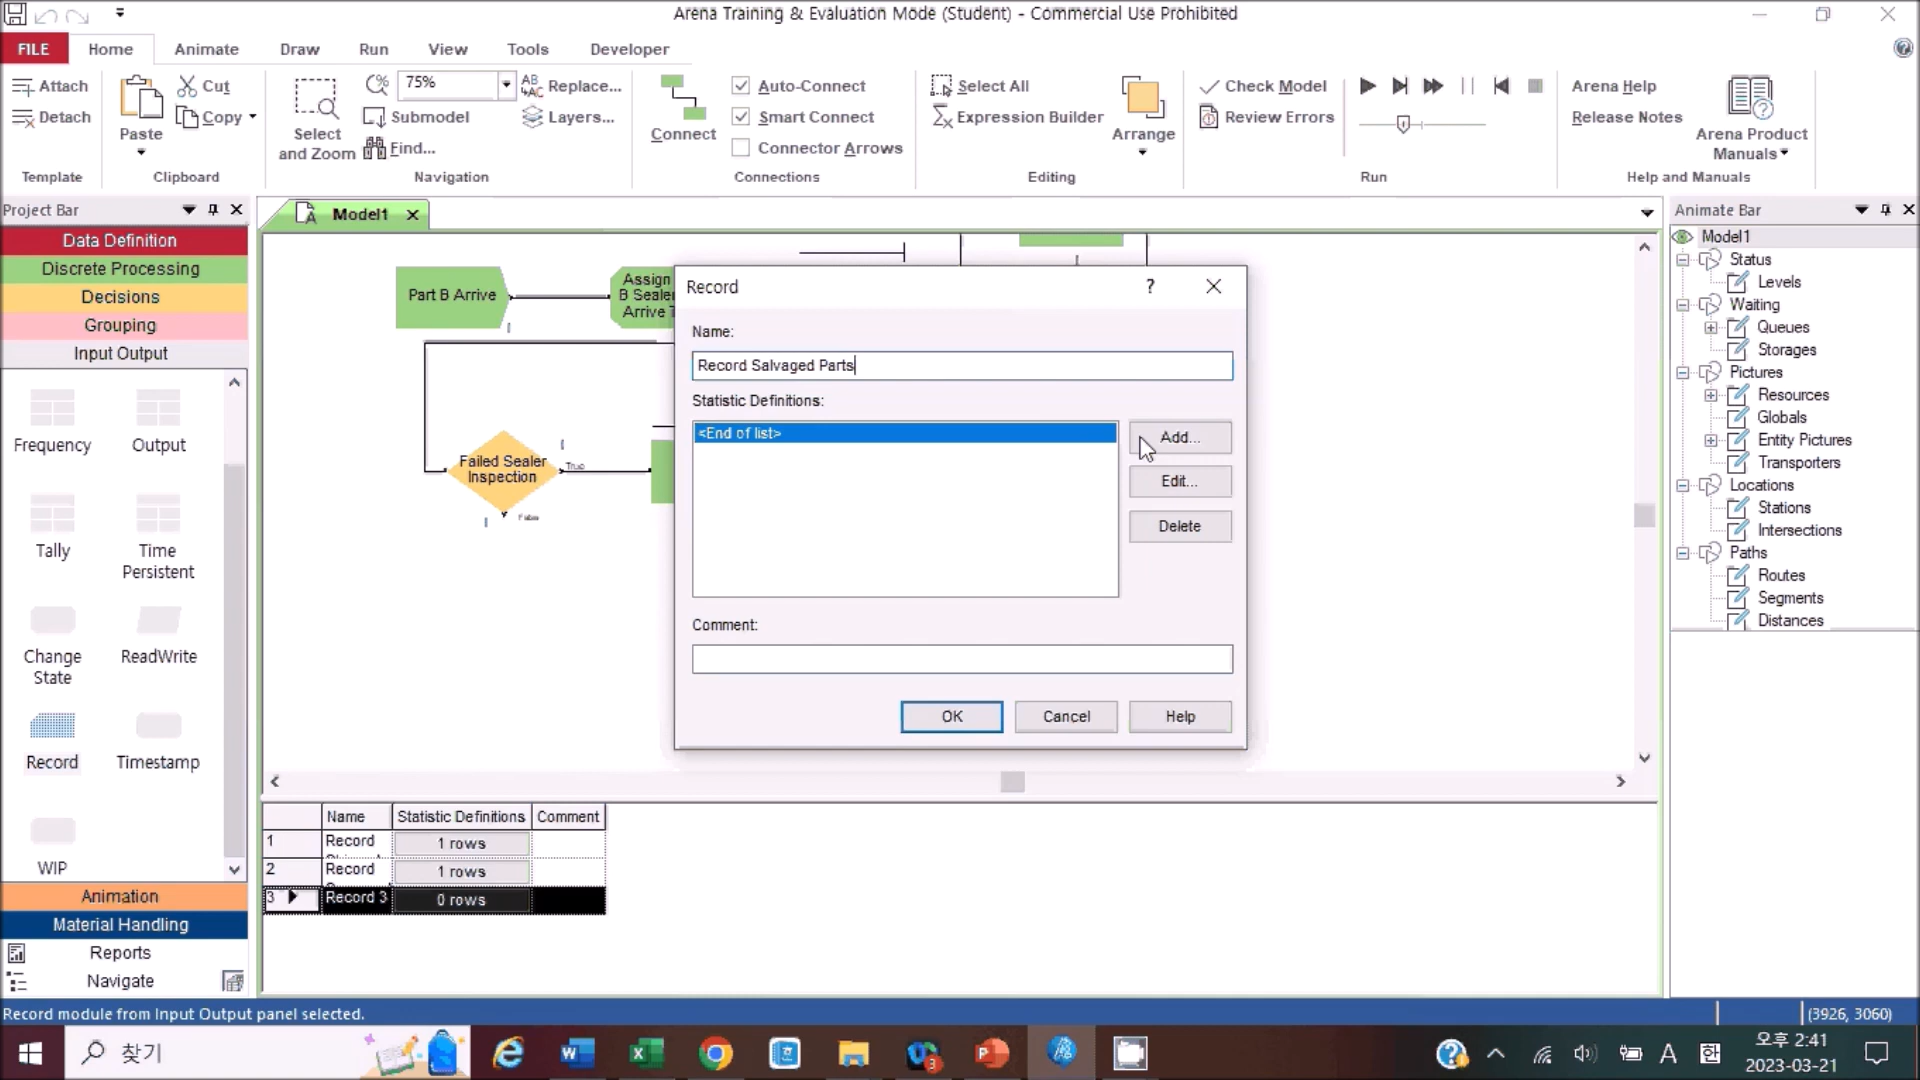 Arena Training & Evaluation Mode (Student) - Commercial Use Prohibited
FILE Home Animate Draw Run View Tools Developer
Attach
Detach
Template
Paste
Cut
Copy
Clipboard
Select
and Zoom
75%
Submodel
Find...
Replace...
Layers...
Navigation
Connect
Auto-Connect
Smart Connect
Connector Arrows
Connections
Select All
Expression Builder
Arrange
Editing
Check Model
Review Errors
Run
Arena Help
Release Notes
Arena Product
Manuals
Help and Manuals
Project Bar
Data Definition
Discrete Processing
Decisions
Grouping
Input Output
Frequency
Output
Tally
Time
Persistent
Change
State
ReadWrite
Record
Timestamp
WIP
Animation
Material Handling
Reports
Navigate
Model1
Part B Arrive
Assign
B Sealer
Arrive T
Failed Sealer
Inspection
True
False
Record
?
Name:
Record Salvaged Parts
Statistic Definitions:
<End of list>
Add...
Edit...
Delete
Comment:
OK
Cancel
Help
Name Statistic Definitions Comment
1 Record 1 rows
2 Record 1 rows
3 Record 3 0 rows
Animate Bar
Model1
Status
Levels
Waiting
Queues
Storages
Pictures
Resources
Globals
Entity Pictures
Transporters
Locations
Stations
Intersections
Paths
Routes
Segments
Distances
Record module from Input Output panel selected.
(3926, 3060)
찾기
3
A
한
오후 2:41
2023-03-21